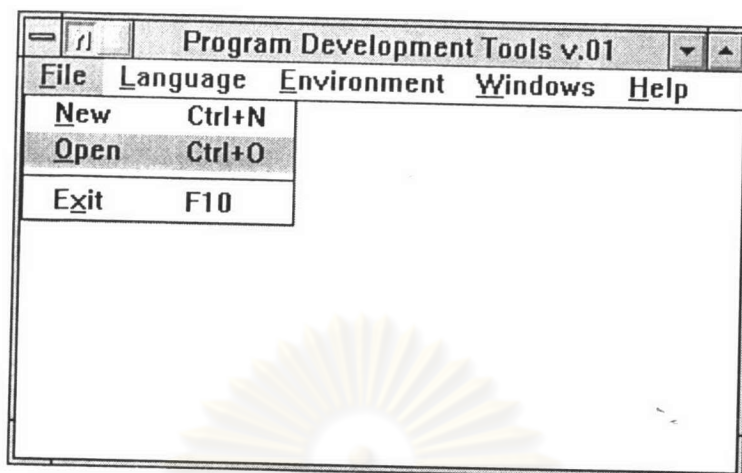 Program Development Tools v.01
File Language Environment Windows Help
New Ctrl+N
Open Ctrl+O
Exit F10